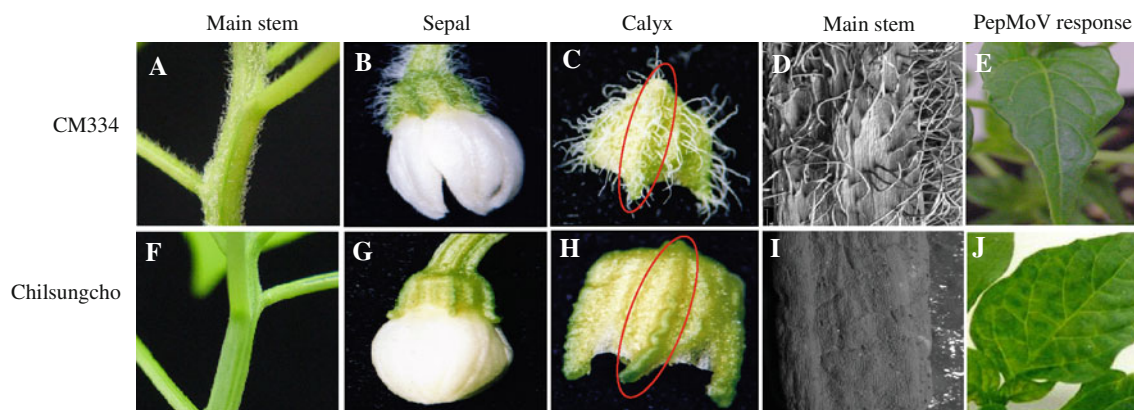 Main stem Sepal Calyx Main stem PepMoV response
A B C D E
CM334
F G H I J
Chilsungcho